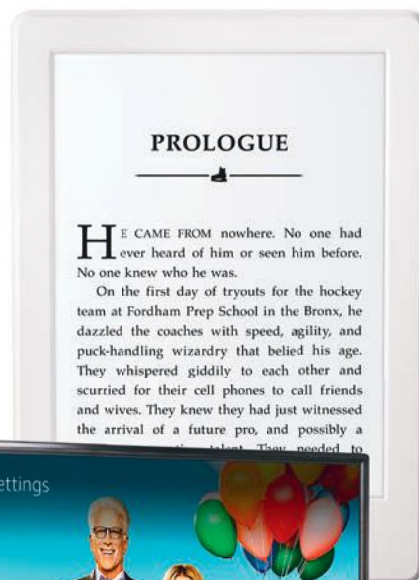 PROLOGUE
HE CAME FROM nowhere. No one had
ever heard of him or seen him before.
No one knew who he was.
On the first day of tryouts for the hockey
team at Fordham Prep School in the Bronx, he
dazzled the coaches with speed, agility, and
puck-handling wizardry that belied his age.
They whispered giddily to each other and
scurried for their cell phones to call friends
and wives. They knew they had just witnessed
the arrival of a future pro, and possibly a
talent. They needed to
ettings